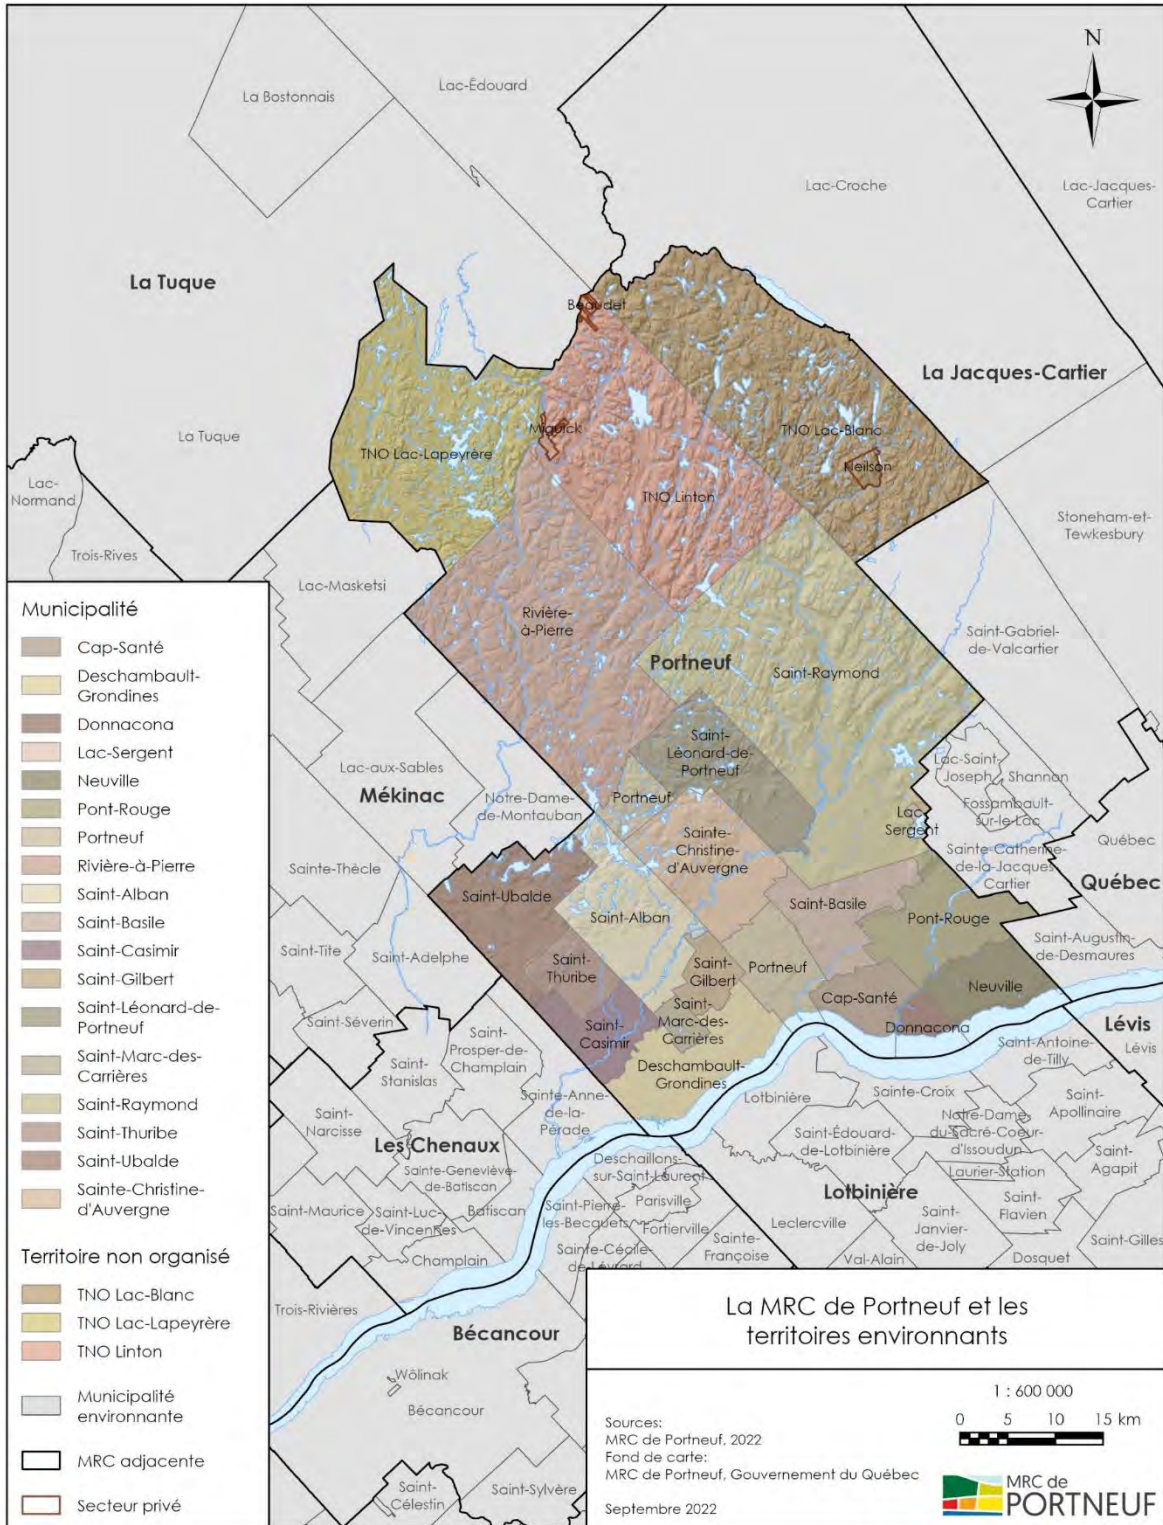 La Bostonnais
Lac-Édouard
N
Lac-Croche
Lac-Jacques-
Cartier
La Tuque
Beaudet
La Jacques-Cartier
La Tuque
Miguick
TNO Lac-Blanc
TNO Lac-Lapeyrère
Neilson
Lac-
Normand
TNO Linton
Trois-Rives
Stoneham-et-
Tewkesbury
Lac-Masketsi
Rivière-
à-Pierre
Saint-Gabriel-
de-Valcartier
Portneuf
Saint-Raymond
Saint-
Léonard-de-
Portneuf
Lac-aux-Sables
Mékinac
Notre-Dame-
de-Montauban
Portneuf
Lac-Saint-
Joseph
Shannon
Fossambault-
sur-le-Lac
Lac-
Sergent
Sainte-
Christine-
d'Auvergne
Québec
Sainte-Catherine-
de-la-Jacques-
Cartier
Québec
Sainte-Thècle
Saint-Ubalde
Saint-Alban
Saint-Basile
Pont-Rouge
Saint-Tite
Saint-Adelphe
Saint-
Thuribe
Saint-
Gilbert
Portneuf
Saint-Augustin-
de-Desmaures
Neuville
Cap-Santé
Donnacona
Saint-Séverin
Saint-
Casimir
Saint-
Marc-des-
Carrières
Lévis
Lévis
Saint-Antoine-
de-Tilly
Saint-
Prosper-de-
Champlain
Saint-
Stanislas
Deschambault-
Grondines
Sainte-Anne-
de-la-
Pérade
Lotbinière
Sainte-Croix
Saint-
Apollinaire
Saint-
Narcisse
Les Chenaux
Saint-Édouard-
de-Lotbinière
Notre-Dame-
du-Sacré-Coeur-
d'Issoudun
Saint-
Agapit
Sainte-Geneviève-
de-Batiscan
Deschaillons-
sur-Saint-Laurent
Laurier-Station
Parisville
Lotbinière
Saint-Maurice
Saint-Luc-
de-Vincennes
Batiscan
Saint-Pierre-
les-Becquets
Fortierville
Leclercville
Saint-
Flavien
Saint-
Janvier-
de-Joly
Saint-Gilles
Champlain
Sainte-Cécile-
de-Lévrard
Sainte-
Françoise
Val-Alain
Dosquet
Trois-Rivières
Bécancour
Wôlinak
Bécancour
Saint-
Célestin
Saint-Sylvère
Municipalité
Cap-Santé
Deschambault-
Grondines
Donnacona
Lac-Sergent
Neuville
Pont-Rouge
Portneuf
Rivière-à-Pierre
Saint-Alban
Saint-Basile
Saint-Casimir
Saint-Gilbert
Saint-Léonard-de-
Portneuf
Saint-Marc-des-
Carrières
Saint-Raymond
Saint-Thuribe
Saint-Ubalde
Sainte-Christine-
d'Auvergne
Territoire non organisé
TNO Lac-Blanc
TNO Lac-Lapeyrère
TNO Linton
Municipalité
environnante
MRC adjacente
Secteur privé
La MRC de Portneuf et les
territoires environnants
1 : 600 000
0 5 10 15 km
Sources:
MRC de Portneuf, 2022
Fond de carte:
MRC de Portneuf, Gouvernement du Québec
Septembre 2022
MRC de
PORTNEUF